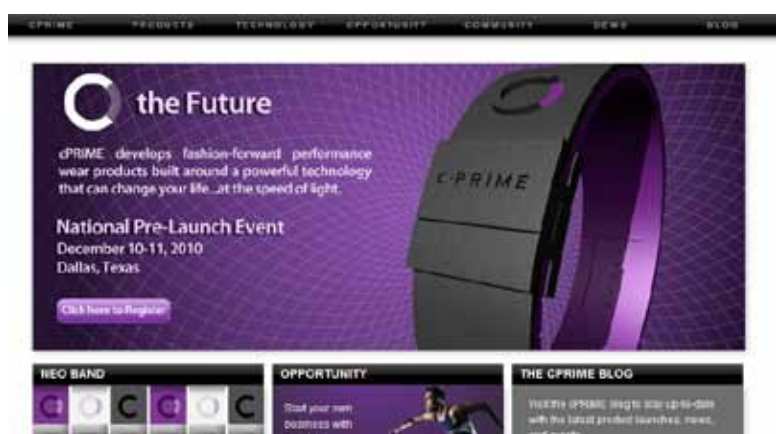 CPRIME PRODUCTS TECHNOLOGY OPPORTUNITY COMMUNITY DEMO BLOG
the Future
cPRIME develops fashion-forward performance
wear products built around a powerful technology
that can change your life...at the speed of light.
C-PRIME
National Pre-Launch Event
December 10-11, 2010
Dallas, Texas
Click here to Register
NEO BAND
OPPORTUNITY
THE CPRIME BLOG
Start your own
business with
Visit the cPRIME blog to stay up-to-date
with the latest product launches, news,
and events